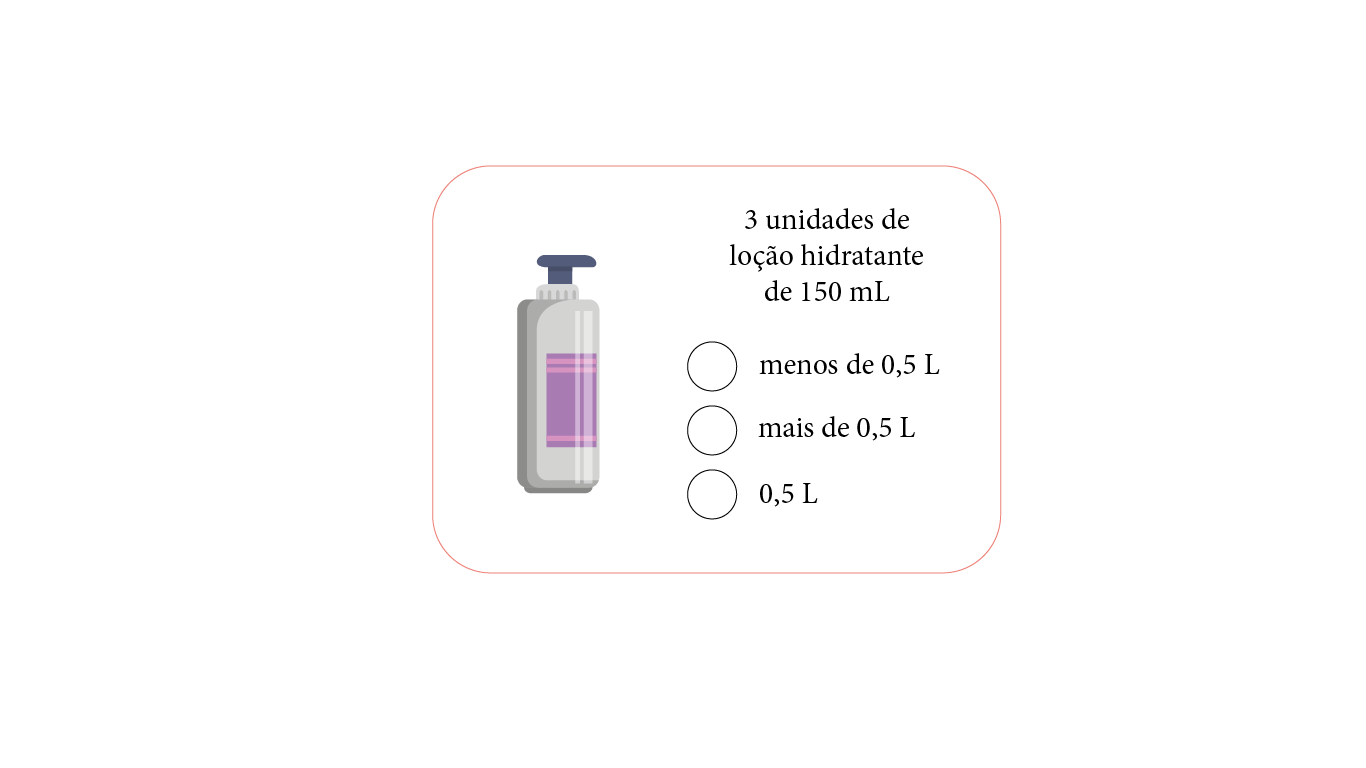 3 unidades de
loção hidratante
de 150 mL
menos de 0,5 L
mais de 0,5 L
0,5 L